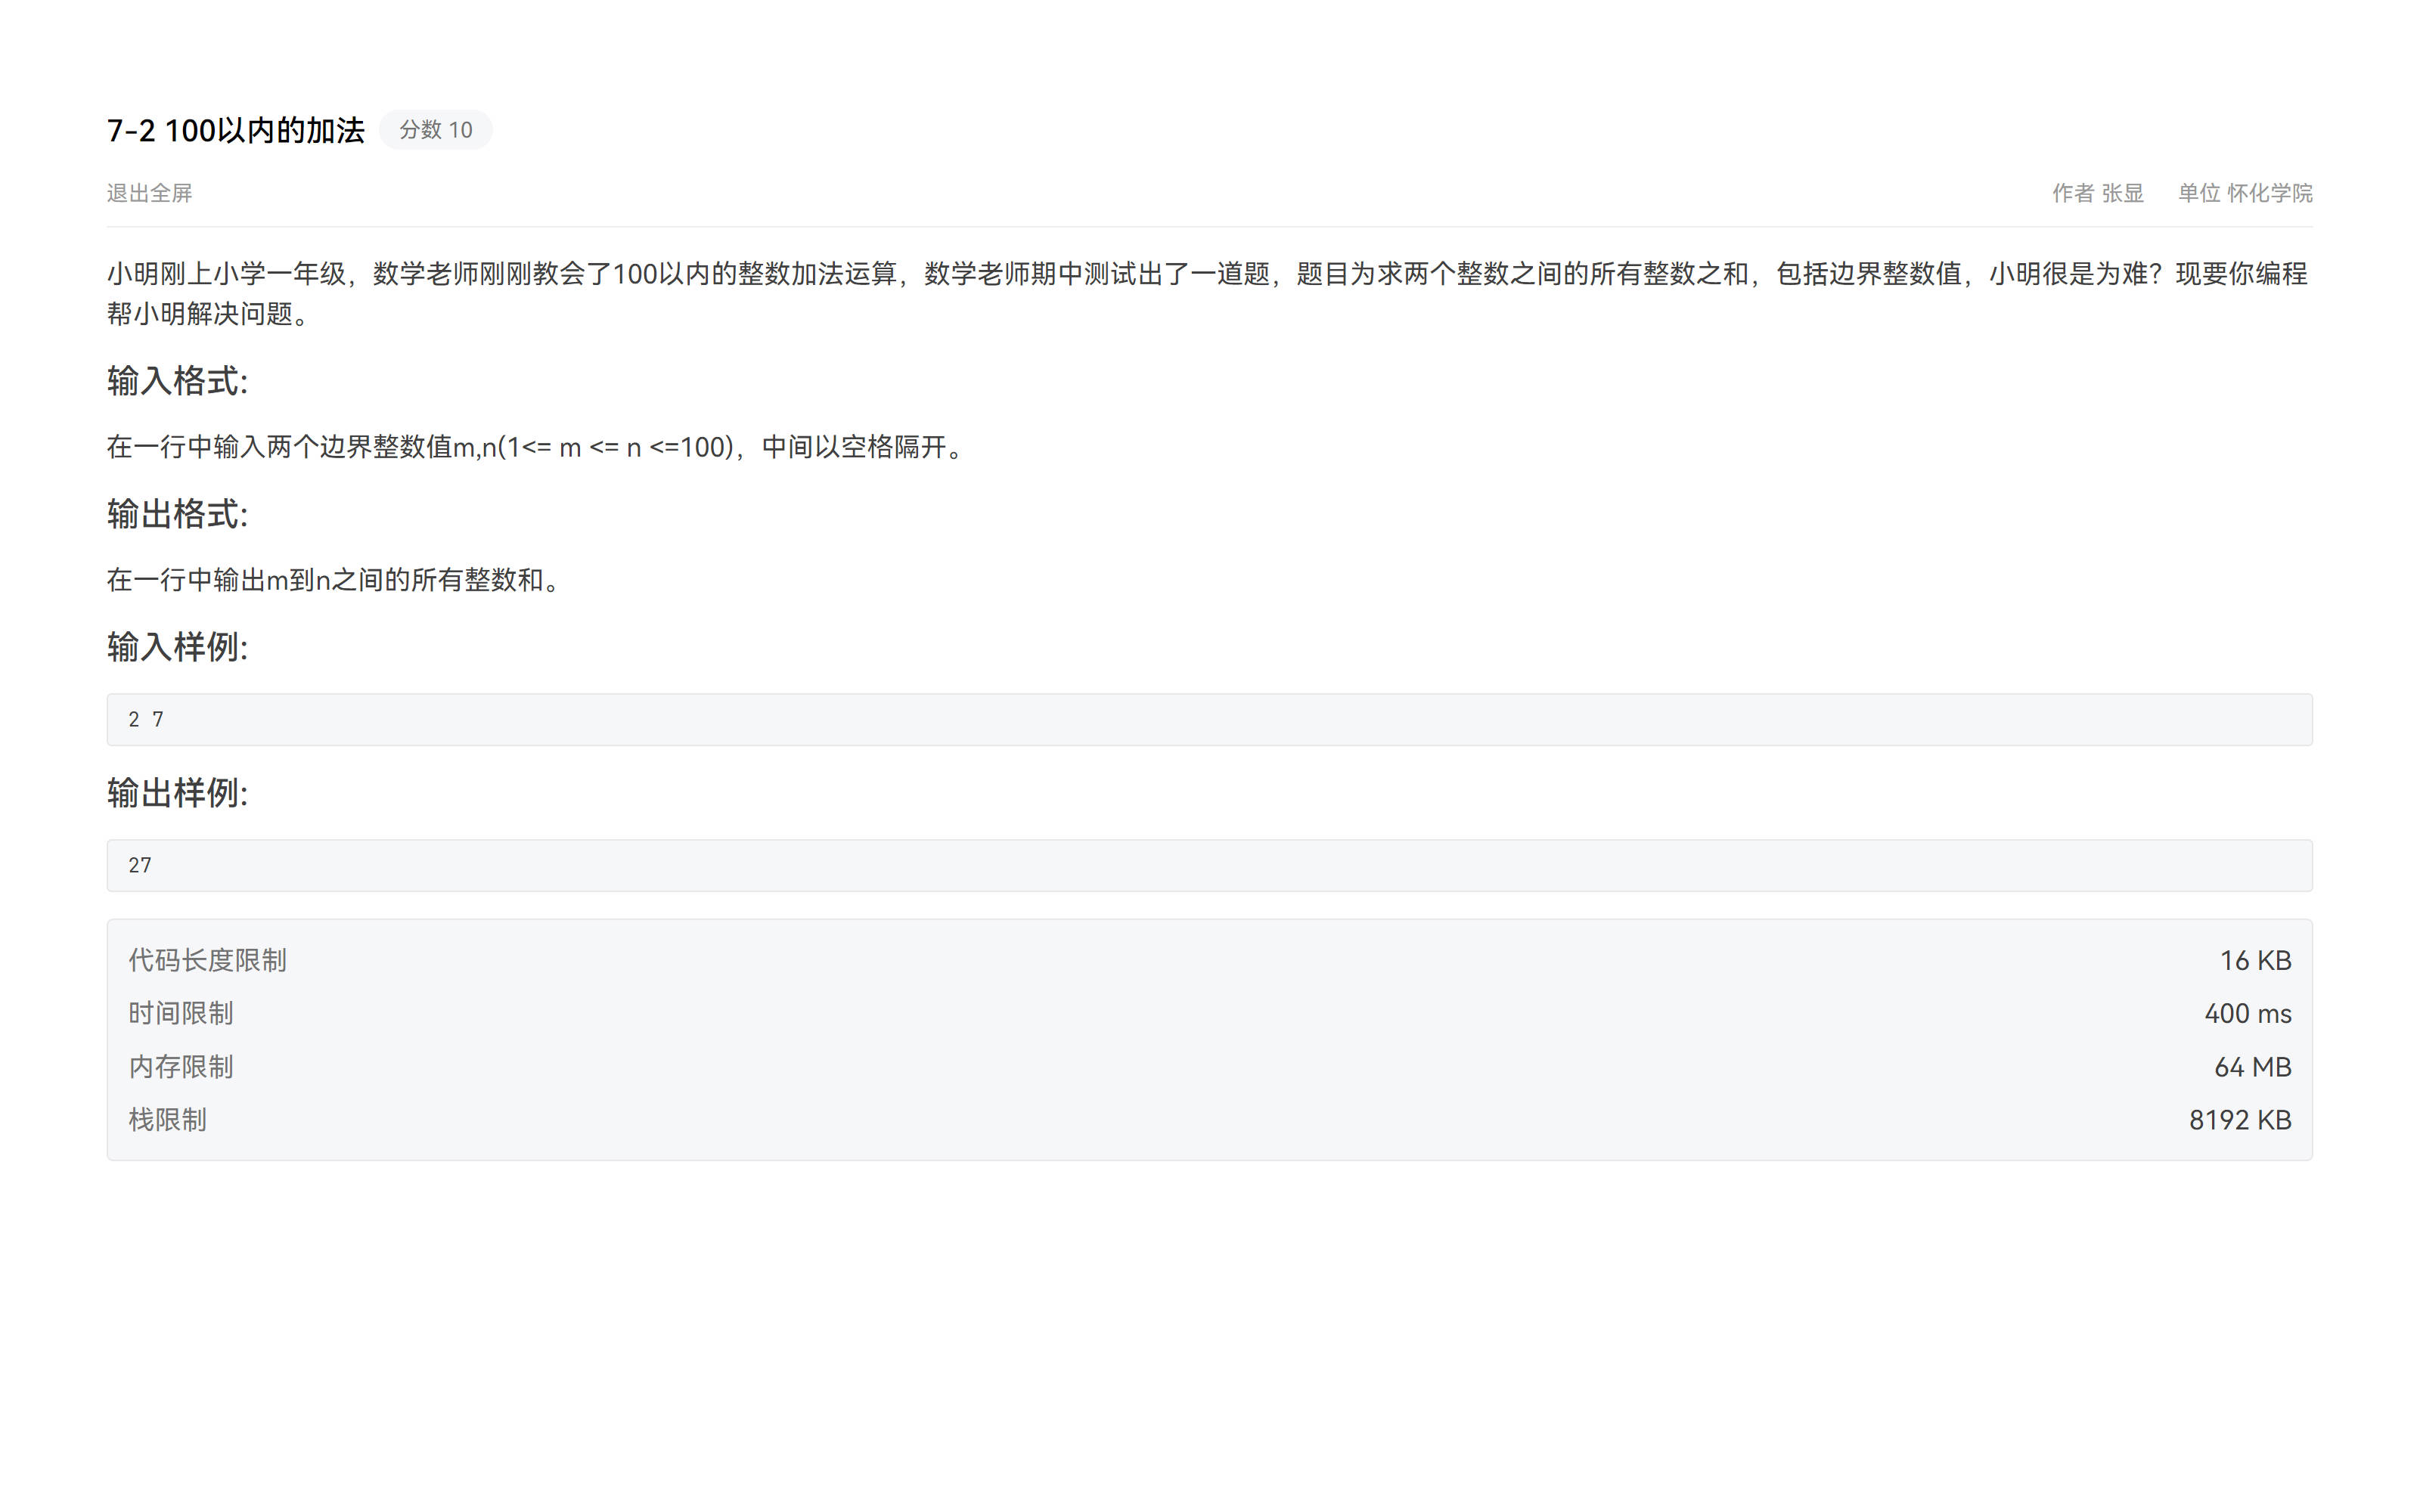 7-2 100以内的加法 分数 10
退出全屏 作者 张显 单位 怀化学院
小明刚上小学一年级，数学老师刚刚教会了100以内的整数加法运算，数学老师期中测试出了一道题，题目为求两个整数之间的所有整数之和，包括边界整数值，小明很是为难？现要你编程
帮小明解决问题。
输入格式:
在一行中输入两个边界整数值m,n(1<= m <= n <=100)，中间以空格隔开。
输出格式:
在一行中输出m到n之间的所有整数和。
输入样例:
2 7
输出样例:
27
代码长度限制 16 KB
时间限制 400 ms
内存限制 64 MB
栈限制 8192 KB